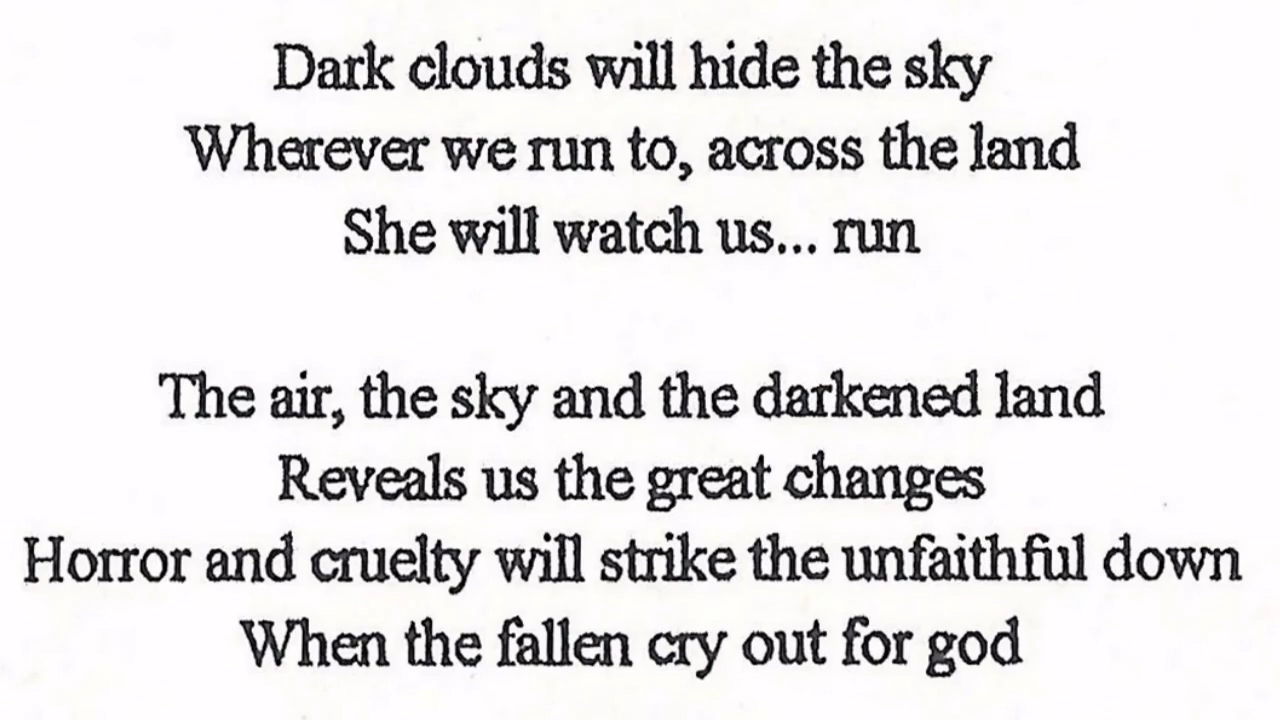 Dark clouds will hide the sky
Wherever we run to, across the land
She will watch us... run
The air, the sky and the darkened land
Reveals us the great changes
Horror and cruelty will strike the unfaithful down
When the fallen cry out for god